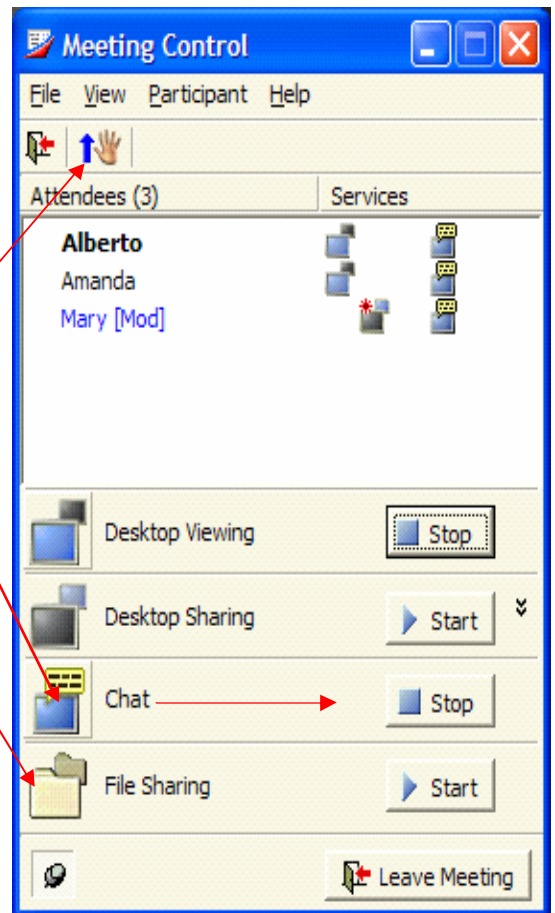 Meeting Control
File View Participant Help
Attendees (3) Services
Alberto
Amanda
Mary [Mod]
Desktop Viewing Stop
Desktop Sharing Start
Chat Stop
File Sharing Start
Leave Meeting